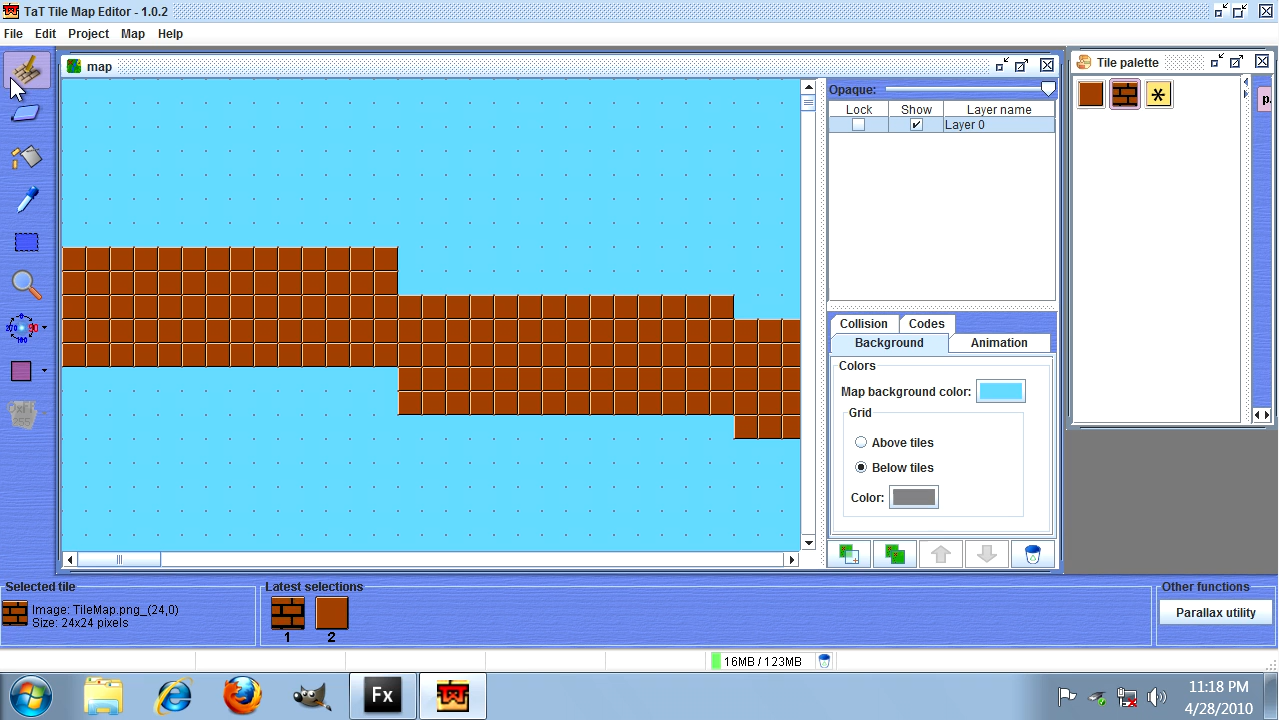 TaT Tile Map Editor - 1.0.2
File Edit Project Map Help
map
Tile palette
Opaque:
p.
Lock Show Layer name
Layer 0
Collision Codes
Background Animation
Colors
Map background color:
Grid
Above tiles
Below tiles
Color:
Selected tile
Image: TileMap.png_(24,0)
Size: 24x24 pixels
Latest selections
1 2
Other functions
Parallax utility
16MB / 123MB
Fx
11:18 PM
4/28/2010